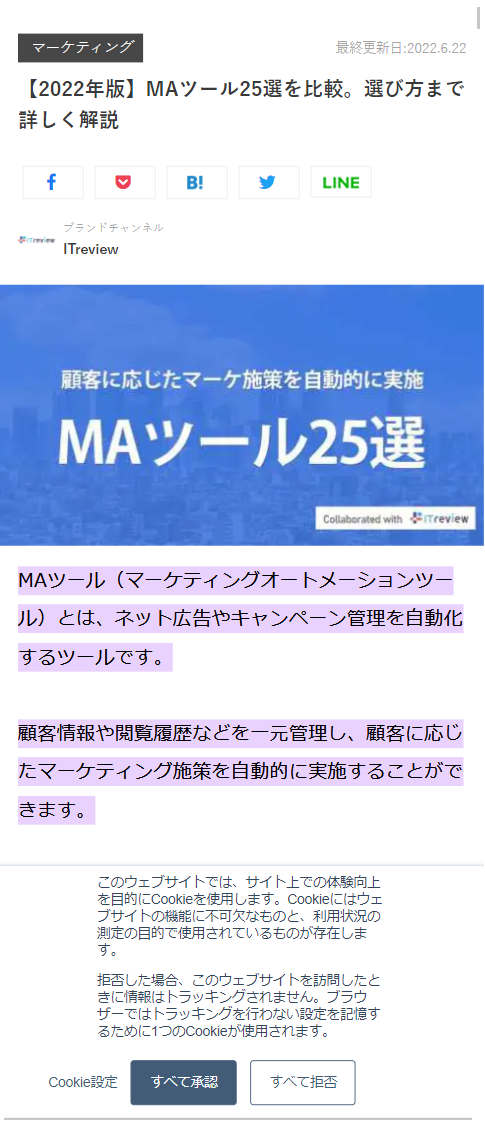 マーケティング
最終更新日:2022.6.22
【2022年版】MAツール25選を比較。選び方まで
詳しく解説
B!
LINE
ブランドチャンネル
ITreview
ITreview
顧客に応じたマーケ施策を自動的に実施
MAツール25選
Collaborated with ITreview
MAツール（マーケティングオートメーションツー
ル）とは、ネット広告やキャンペーン管理を自動化
するツールです。
顧客情報や閲覧履歴などを一元管理し、顧客に応じ
たマーケティング施策を自動的に実施することがで
きます。
このウェブサイトでは、サイト上での体験向上
を目的にCookieを使用します。Cookieにはウェ
ブサイトの機能に不可欠なものと、利用状況の
測定の目的で使用されているものが存在しま
す。
拒否した場合、このウェブサイトを訪問したと
きに情報はトラッキングされません。ブラウ
ザーではトラッキングを行わない設定を記憶す
るために1つのCookieが使用されます。
Cookie設定 すべて承認 すべて拒否